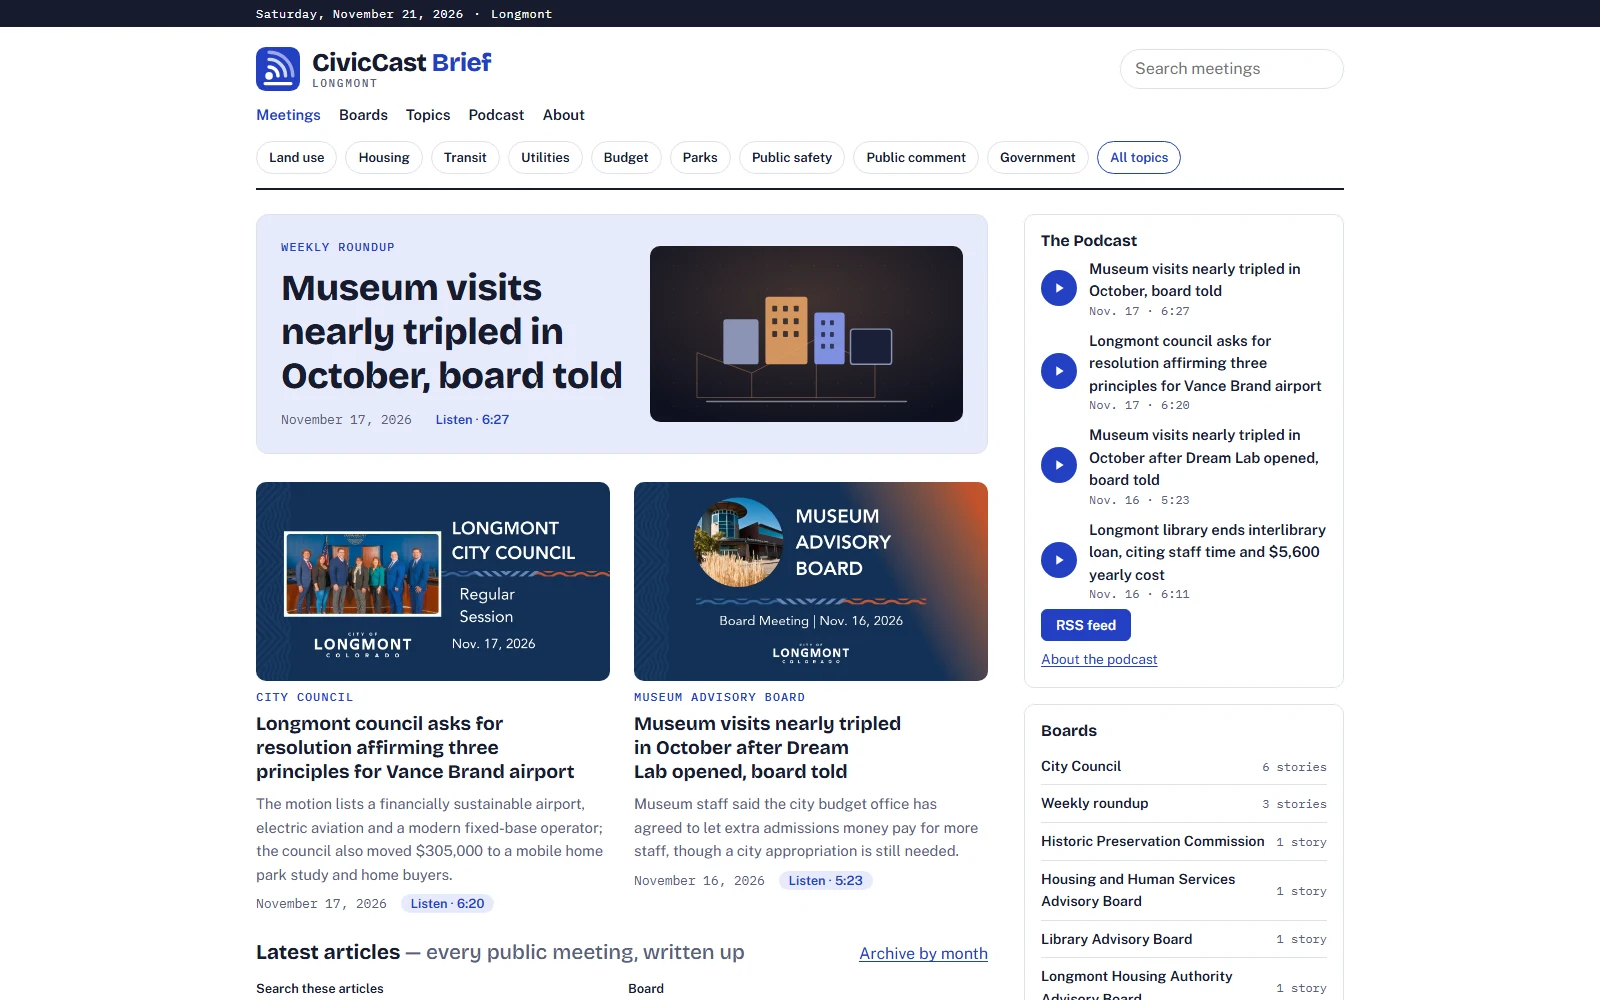 Saturday, November 21, 2026 · Longmont
CivicCast Brief
LONGMONT
Search meetings
Meetings Boards Topics Podcast About
Land use Housing Transit Utilities Budget Parks Public safety Public comment Government All topics
WEEKLY ROUNDUP
Museum visits
nearly tripled in
October, board told
November 17, 2026 Listen · 6:27
LONGMONT
CITY COUNCIL
Regular
Session
Nov. 17, 2026
CITY OF
LONGMONT
COLORADO
CITY COUNCIL
Longmont council asks for
resolution affirming three
principles for Vance Brand airport
The motion lists a financially sustainable airport,
electric aviation and a modern fixed-base operator;
the council also moved $305,000 to a mobile home
park study and home buyers.
November 17, 2026 Listen · 6:20
MUSEUM
ADVISORY
BOARD
Board Meeting | Nov. 16, 2026
CITY OF
LONGMONT
COLORADO
MUSEUM ADVISORY BOARD
Museum visits nearly tripled
in October after Dream
Lab opened, board told
Museum staff said the city budget office has
agreed to let extra admissions money pay for more
staff, though a city appropriation is still needed.
November 16, 2026 Listen · 5:23
Latest articles — every public meeting, written up
Archive by month
Search these articles
Board
The Podcast
Museum visits nearly tripled in
October, board told
Nov. 17 · 6:27
Longmont council asks for
resolution affirming three
principles for Vance Brand airport
Nov. 17 · 6:20
Museum visits nearly tripled in
October after Dream Lab opened,
board told
Nov. 16 · 5:23
Longmont library ends interlibrary
loan, citing staff time and $5,600
yearly cost
Nov. 16 · 6:11
RSS feed
About the podcast
Boards
City Council 6 stories
Weekly roundup 3 stories
Historic Preservation Commission 1 story
Housing and Human Services
Advisory Board 1 story
Library Advisory Board 1 story
Longmont Housing Authority
Advisory Board 1 story